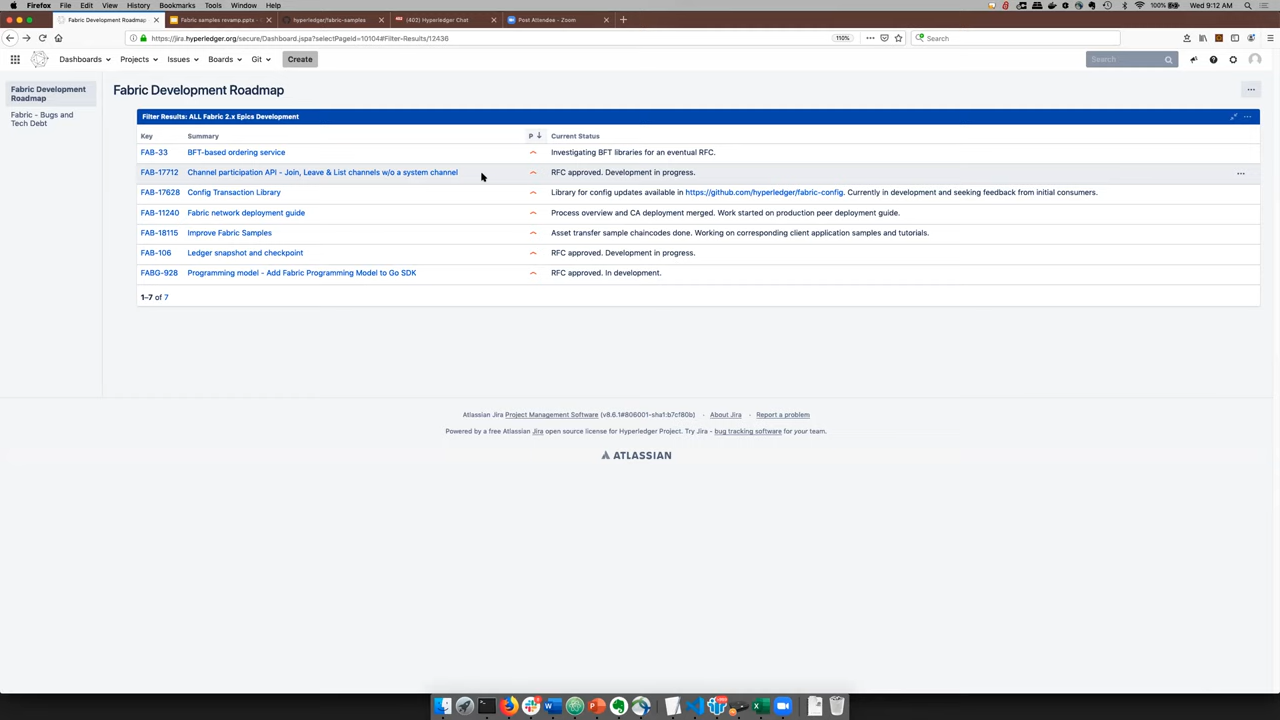 Firefox File Edit View History Bookmarks Tools Window Help 100% Wed 9:12 AM
Fabric Development Roadmap Fabric samples revamp.pptx - hyperledger/fabric-samples (402) Hyperledger Chat Post Attendee - Zoom
https://jira.hyperledger.org/secure/Dashboard.jspa?selectPageId=10104#Filter-Results/12436 110% Search
Dashboards Projects Issues Boards Git Create Search
Fabric Development Roadmap
Fabric - Bugs and Tech Debt
Fabric Development Roadmap
Filter Results: ALL Fabric 2.x Epics Development
Key Summary P Current Status
FAB-33 BFT-based ordering service Investigating BFT libraries for an eventual RFC.
FAB-17712 Channel participation API - Join, Leave & List channels w/o a system channel RFC approved. Development in progress.
FAB-17628 Config Transaction Library Library for config updates available in https://github.com/hyperledger/fabric-config. Currently in development and seeking feedback from initial consumers.
FAB-11240 Fabric network deployment guide Process overview and CA deployment merged. Work started on production peer deployment guide.
FAB-18115 Improve Fabric Samples Asset transfer sample chaincodes done. Working on corresponding client application samples and tutorials.
FAB-106 Ledger snapshot and checkpoint RFC approved. Development in progress.
FABG-928 Programming model - Add Fabric Programming Model to Go SDK RFC approved. In development.
1–7 of 7
Atlassian Jira Project Management Software (v8.6.1#806001-sha1:b7cf80b) · About Jira · Report a problem
Powered by a free Atlassian Jira open source license for Hyperledger Project. Try Jira - bug tracking software for your team.
ATLASSIAN